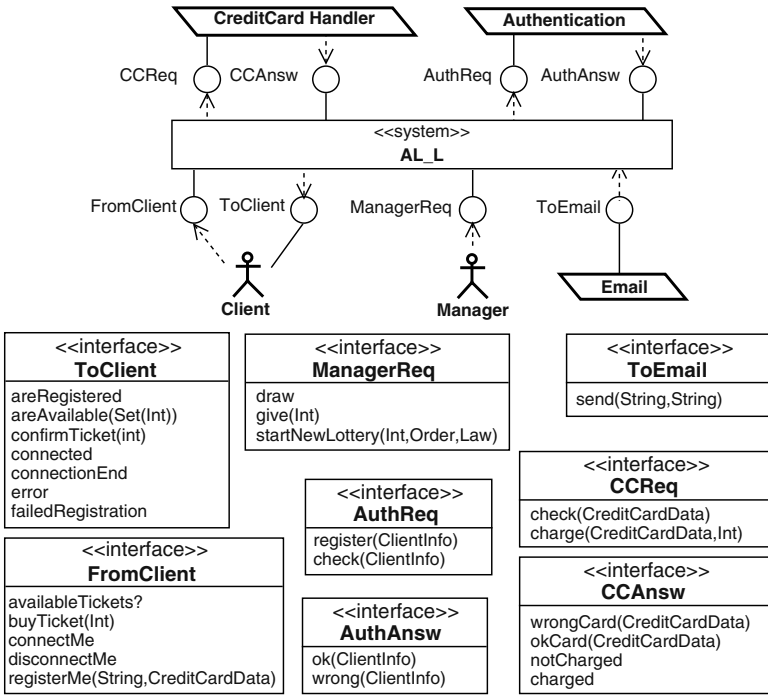 CreditCard Handler
Authentication
CCReq
CCAnsw
AuthReq
AuthAnsw
<<system>>
AL_L
FromClient
ToClient
ManagerReq
ToEmail
Client
Manager
Email
<<interface>>
ToClient
areRegistered
areAvailable(Set(Int))
confirmTicket(int)
connected
connectionEnd
error
failedRegistration
<<interface>>
ManagerReq
draw
give(Int)
startNewLottery(Int,Order,Law)
<<interface>>
ToEmail
send(String,String)
<<interface>>
AuthReq
register(ClientInfo)
check(ClientInfo)
<<interface>>
CCReq
check(CreditCardData)
charge(CreditCardData,Int)
<<interface>>
FromClient
availableTickets?
buyTicket(Int)
connectMe
disconnectMe
registerMe(String,CreditCardData)
<<interface>>
AuthAnsw
ok(ClientInfo)
wrong(ClientInfo)
<<interface>>
CCAnsw
wrongCard(CreditCardData)
okCard(CreditCardData)
notCharged
charged